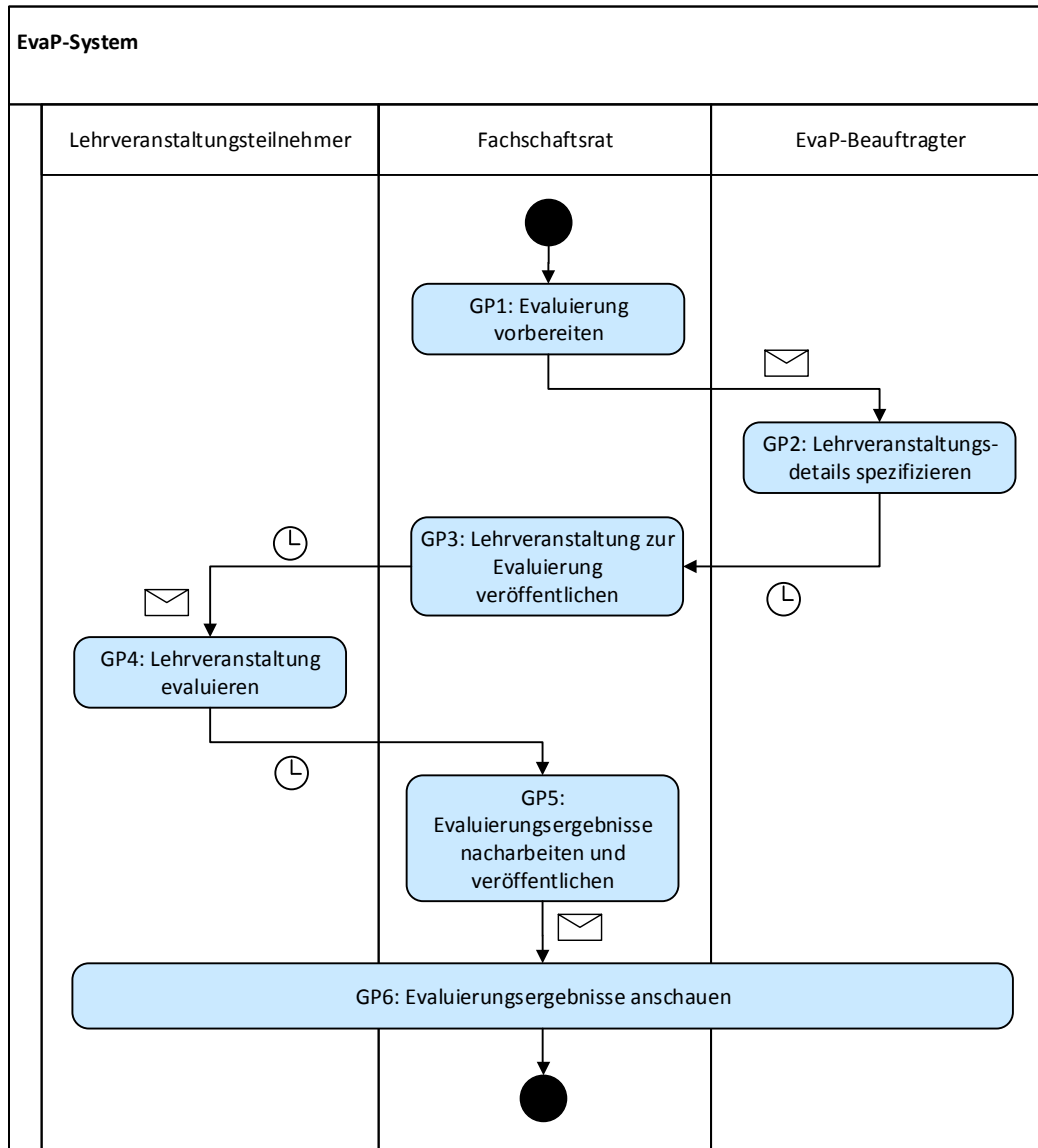 EvaP-System
Lehrveranstaltungsteilnehmer
Fachschaftsrat
EvaP-Beauftragter
GP1: Evaluierung
vorbereiten
GP2: Lehrveranstaltungs-
details spezifizieren
GP3: Lehrveranstaltung zur
Evaluierung
veröffentlichen
GP4: Lehrveranstaltung
evaluieren
GP5:
Evaluierungsergebnisse
nacharbeiten und
veröffentlichen
GP6: Evaluierungsergebnisse anschauen